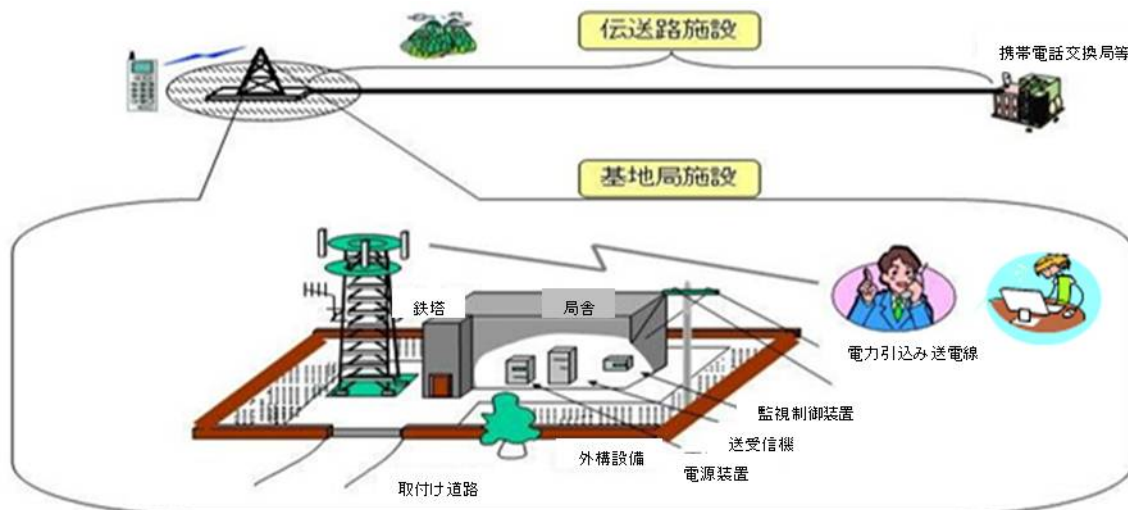 伝送路施設
携帯電話交換局等
基地局施設
鉄塔
局舎
電力引込み送電線
監視制御装置
送受信機
外構設備
電源装置
取付け道路